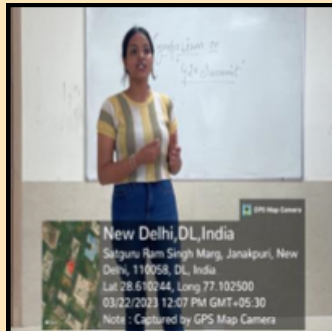 or
GPS Map Camera
New Delhi,DL,India
Satguru Ram Singh Marg, Janakpuri, New
Delhi, 110058, DL, India
Lat 28.610244, Long 77.102500
03/22/2023 12:07 PM GMT+05:30
Note : Captured by GPS Map Camera